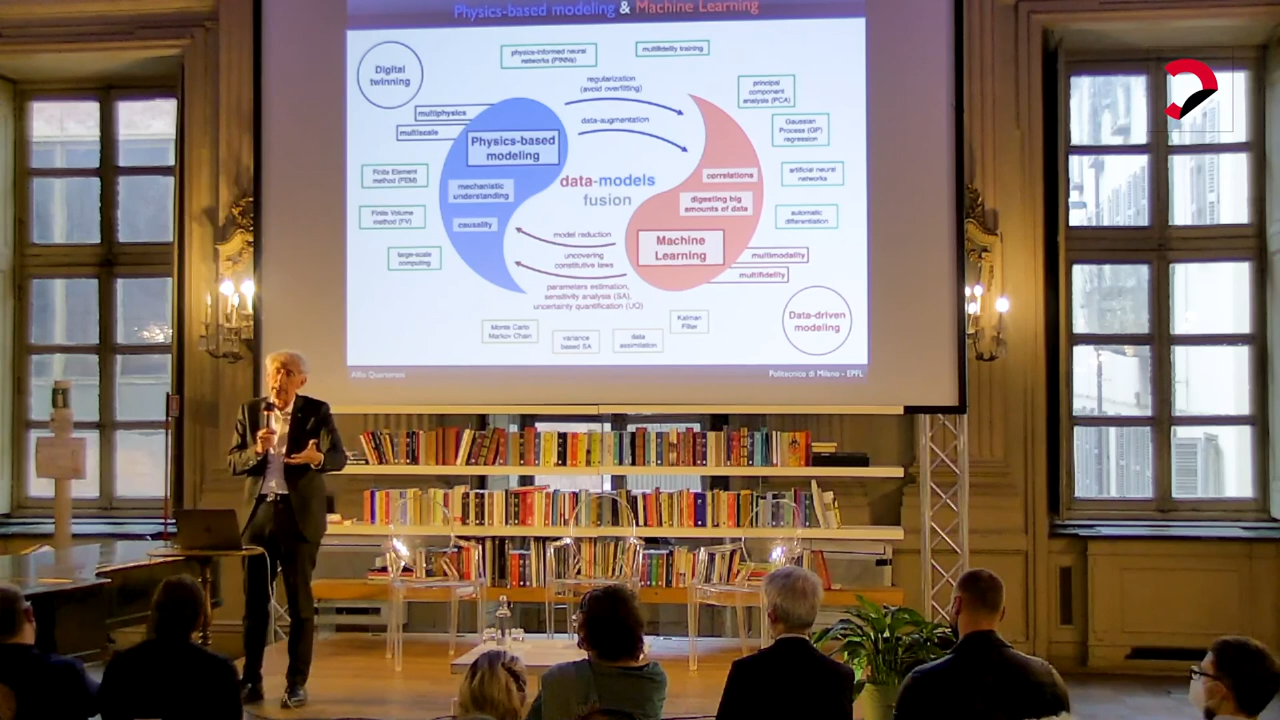 Physics-based modeling & Machine Learning
Digital
twinning
physics-informed neural
networks (PINNs)
multifidelity training
regularization
(avoid overfitting)
data-augmentation
principal
component
analysis (PCA)
multiphysics
multiscale
Physics-based
modeling
Gaussian
Process (GP)
regression
Finite Element
method (FEM)
mechanistic
understanding
data-models
fusion
correlations
artificial neural
networks
digesting big
amounts of data
Finite Volume
method (FV)
causality
automatic
differentiation
model reduction
Machine
Learning
large-scale
computing
uncovering
constitutive laws
multimodality
multifidelity
parameters estimation,
sensitivity analysis (SA),
uncertainty quantification (UQ)
Data-driven
modeling
Monte Carlo
Markov Chain
variance
based SA
data
assimilation
Kalman
Filter
Alfio Quarteroni
Politecnico di Milano - EPFL